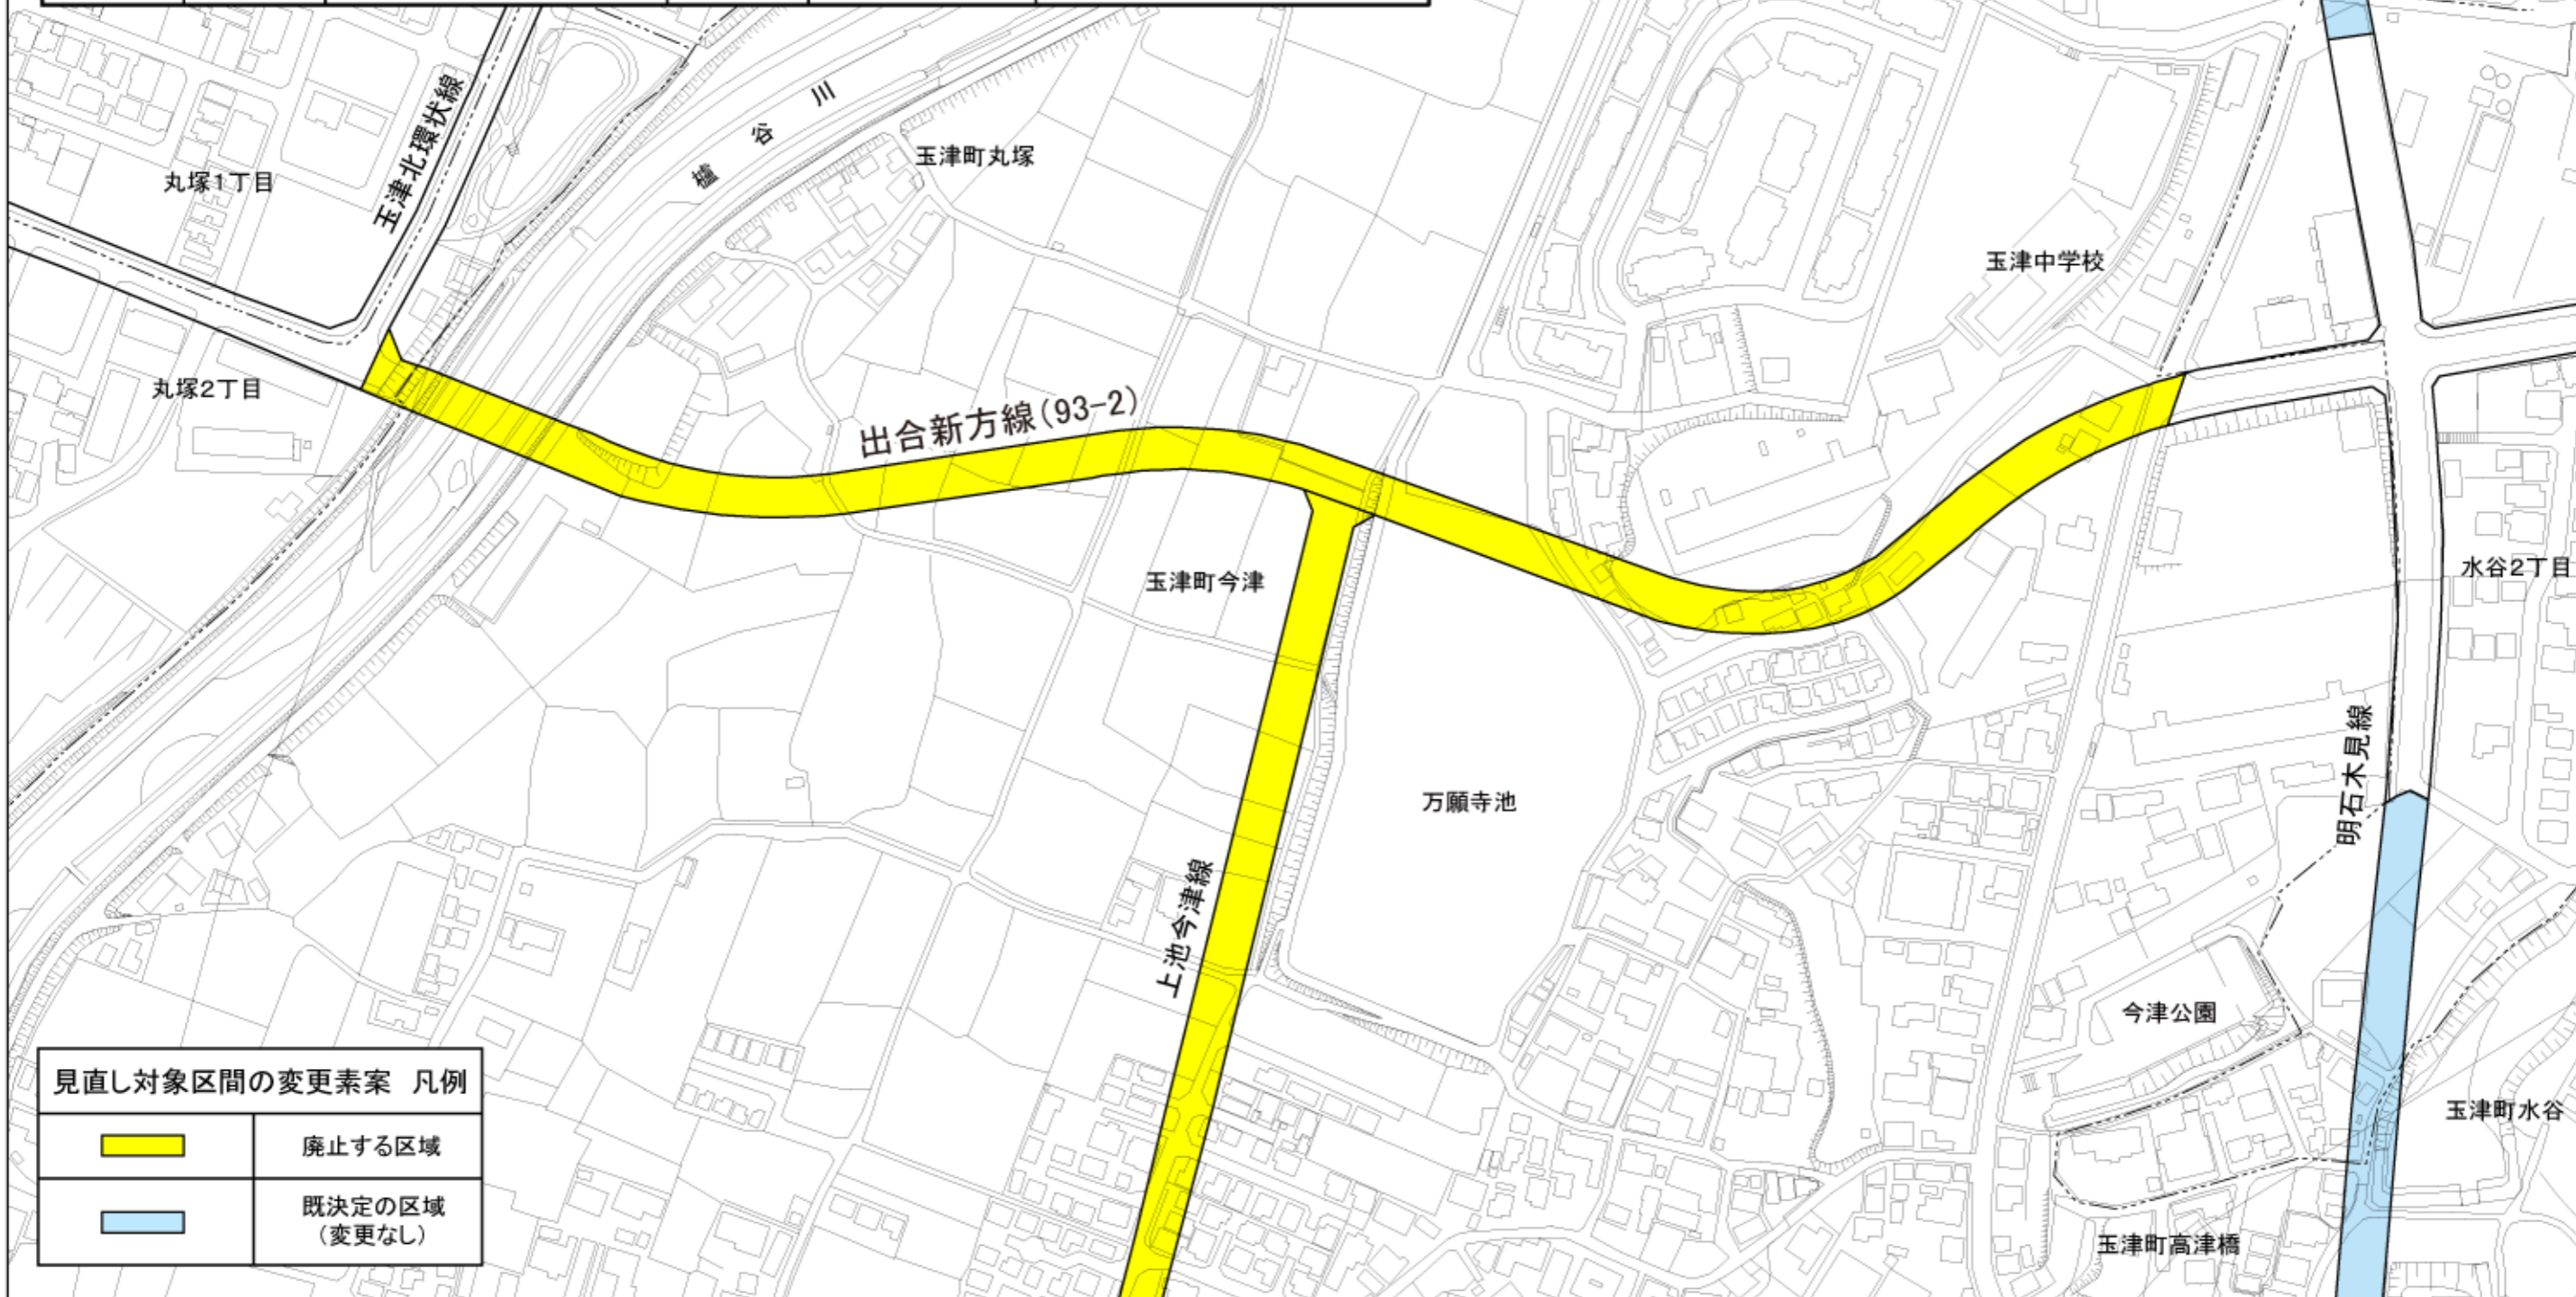 玉津北環状線
櫨谷川
玉津町丸塚
丸塚1丁目
玉津中学校
丸塚2丁目
出合新方線(93-2)
玉津町今津
水谷2丁目
万願寺池
明石木見線
上池今津線
今津公園
玉津町水谷
玉津町高津橋
見直し対象区間の変更素案 凡例
廃止する区域
既決定の区域
(変更なし)